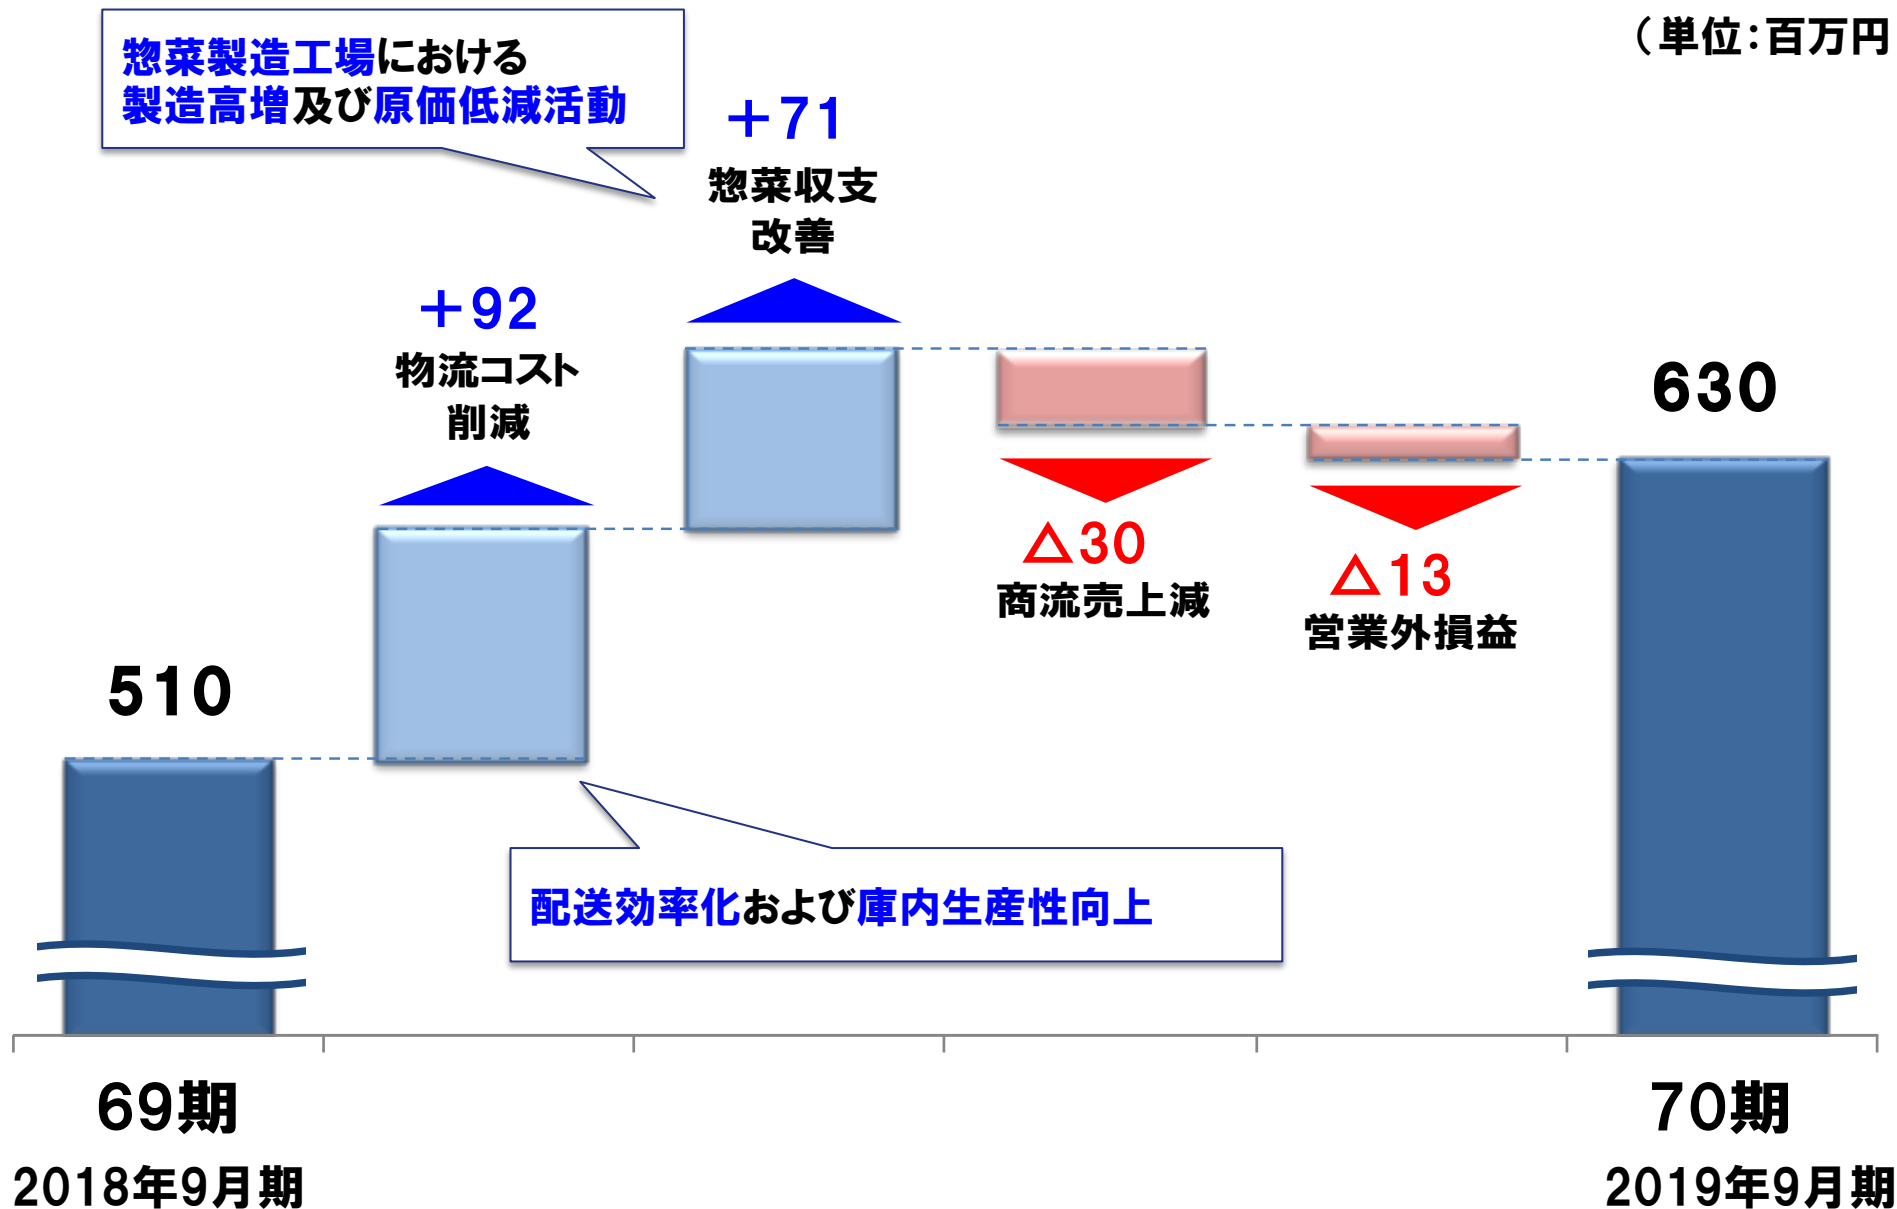 （単位：百万円
惣菜製造工場における
製造高増及び原価低減活動
＋71
惣菜収支
改善
＋92
物流コスト
削減
630
△30
商流売上減
△13
営業外損益
510
配送効率化および庫内生産性向上
69期
2018年9月期
70期
2019年9月期